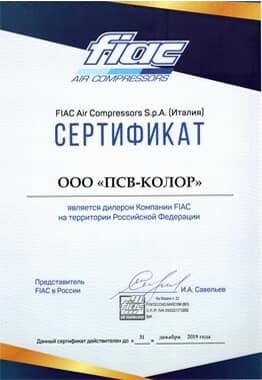 fiac
AIR COMPRESSORS
FIAC Air Compressors S.p.A. (Италия)
СЕРТИФИКАТ
ООО «ПСВ-КОЛОР»
является дилером Компании FIAC
на территории Российской Федерации
Представитель
FIAC в России
И.А. Савельев
Данный сертификат действителен до « 31 » декабря 2019 года